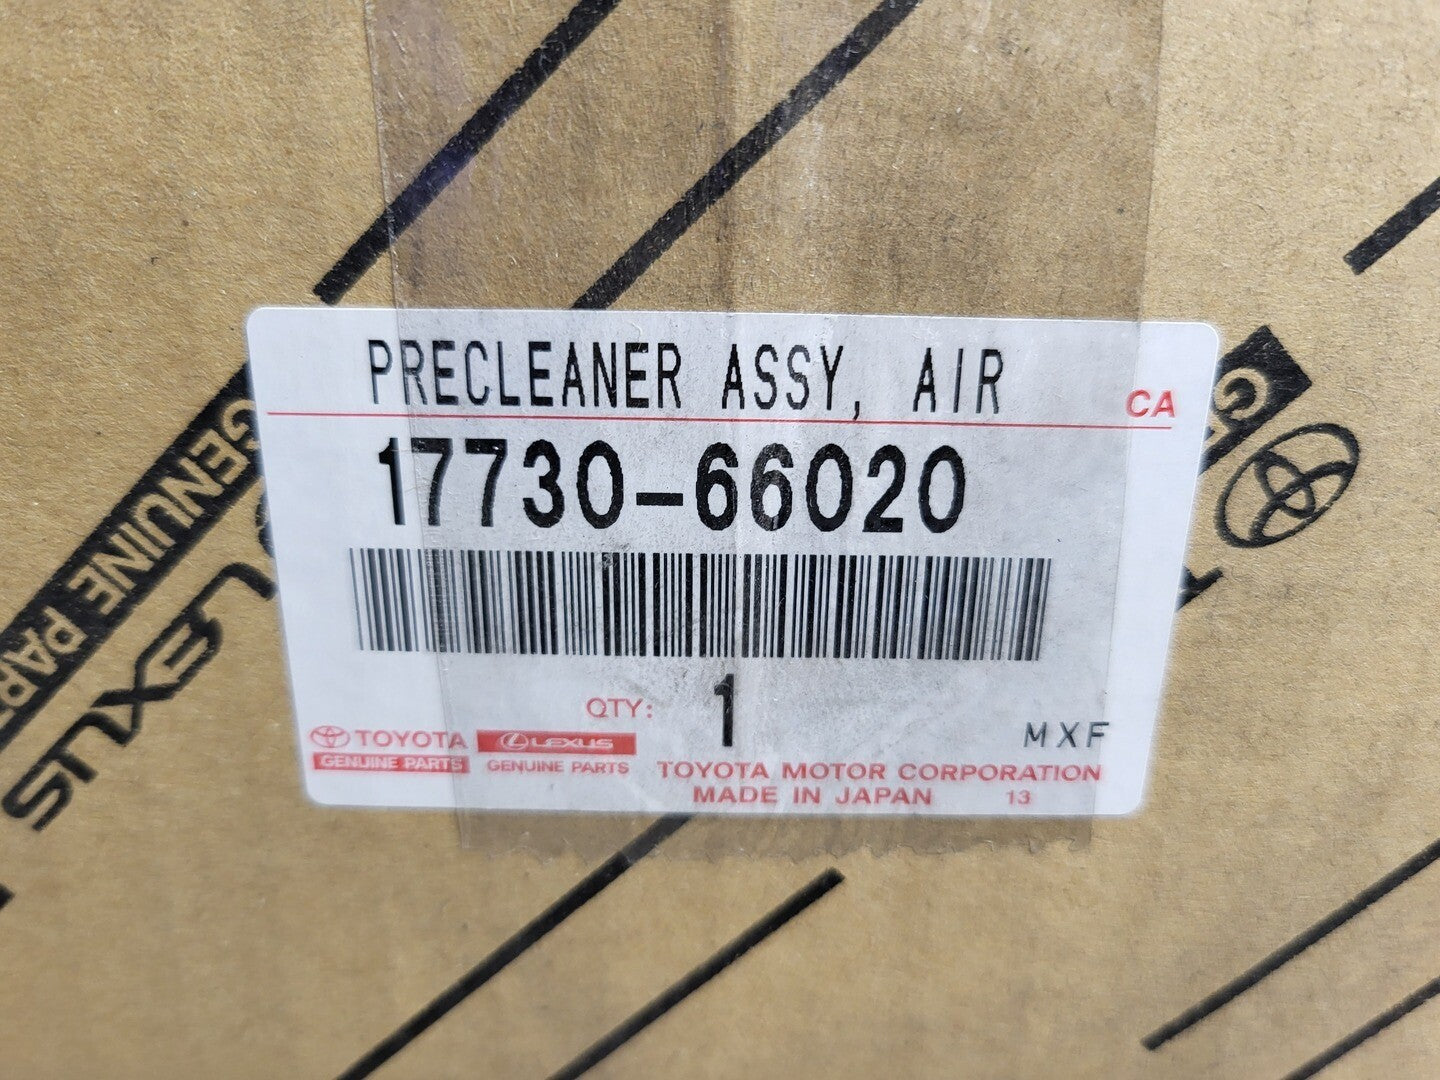 PRECLEANER ASSY, AIR
CA
17730-66020
QTY: 1
MXF
TOYOTA
GENUINE PARTS
LEXUS
GENUINE PARTS
TOYOTA MOTOR CORPORATION
MADE IN JAPAN 13
GENUINE PART
LEXUS